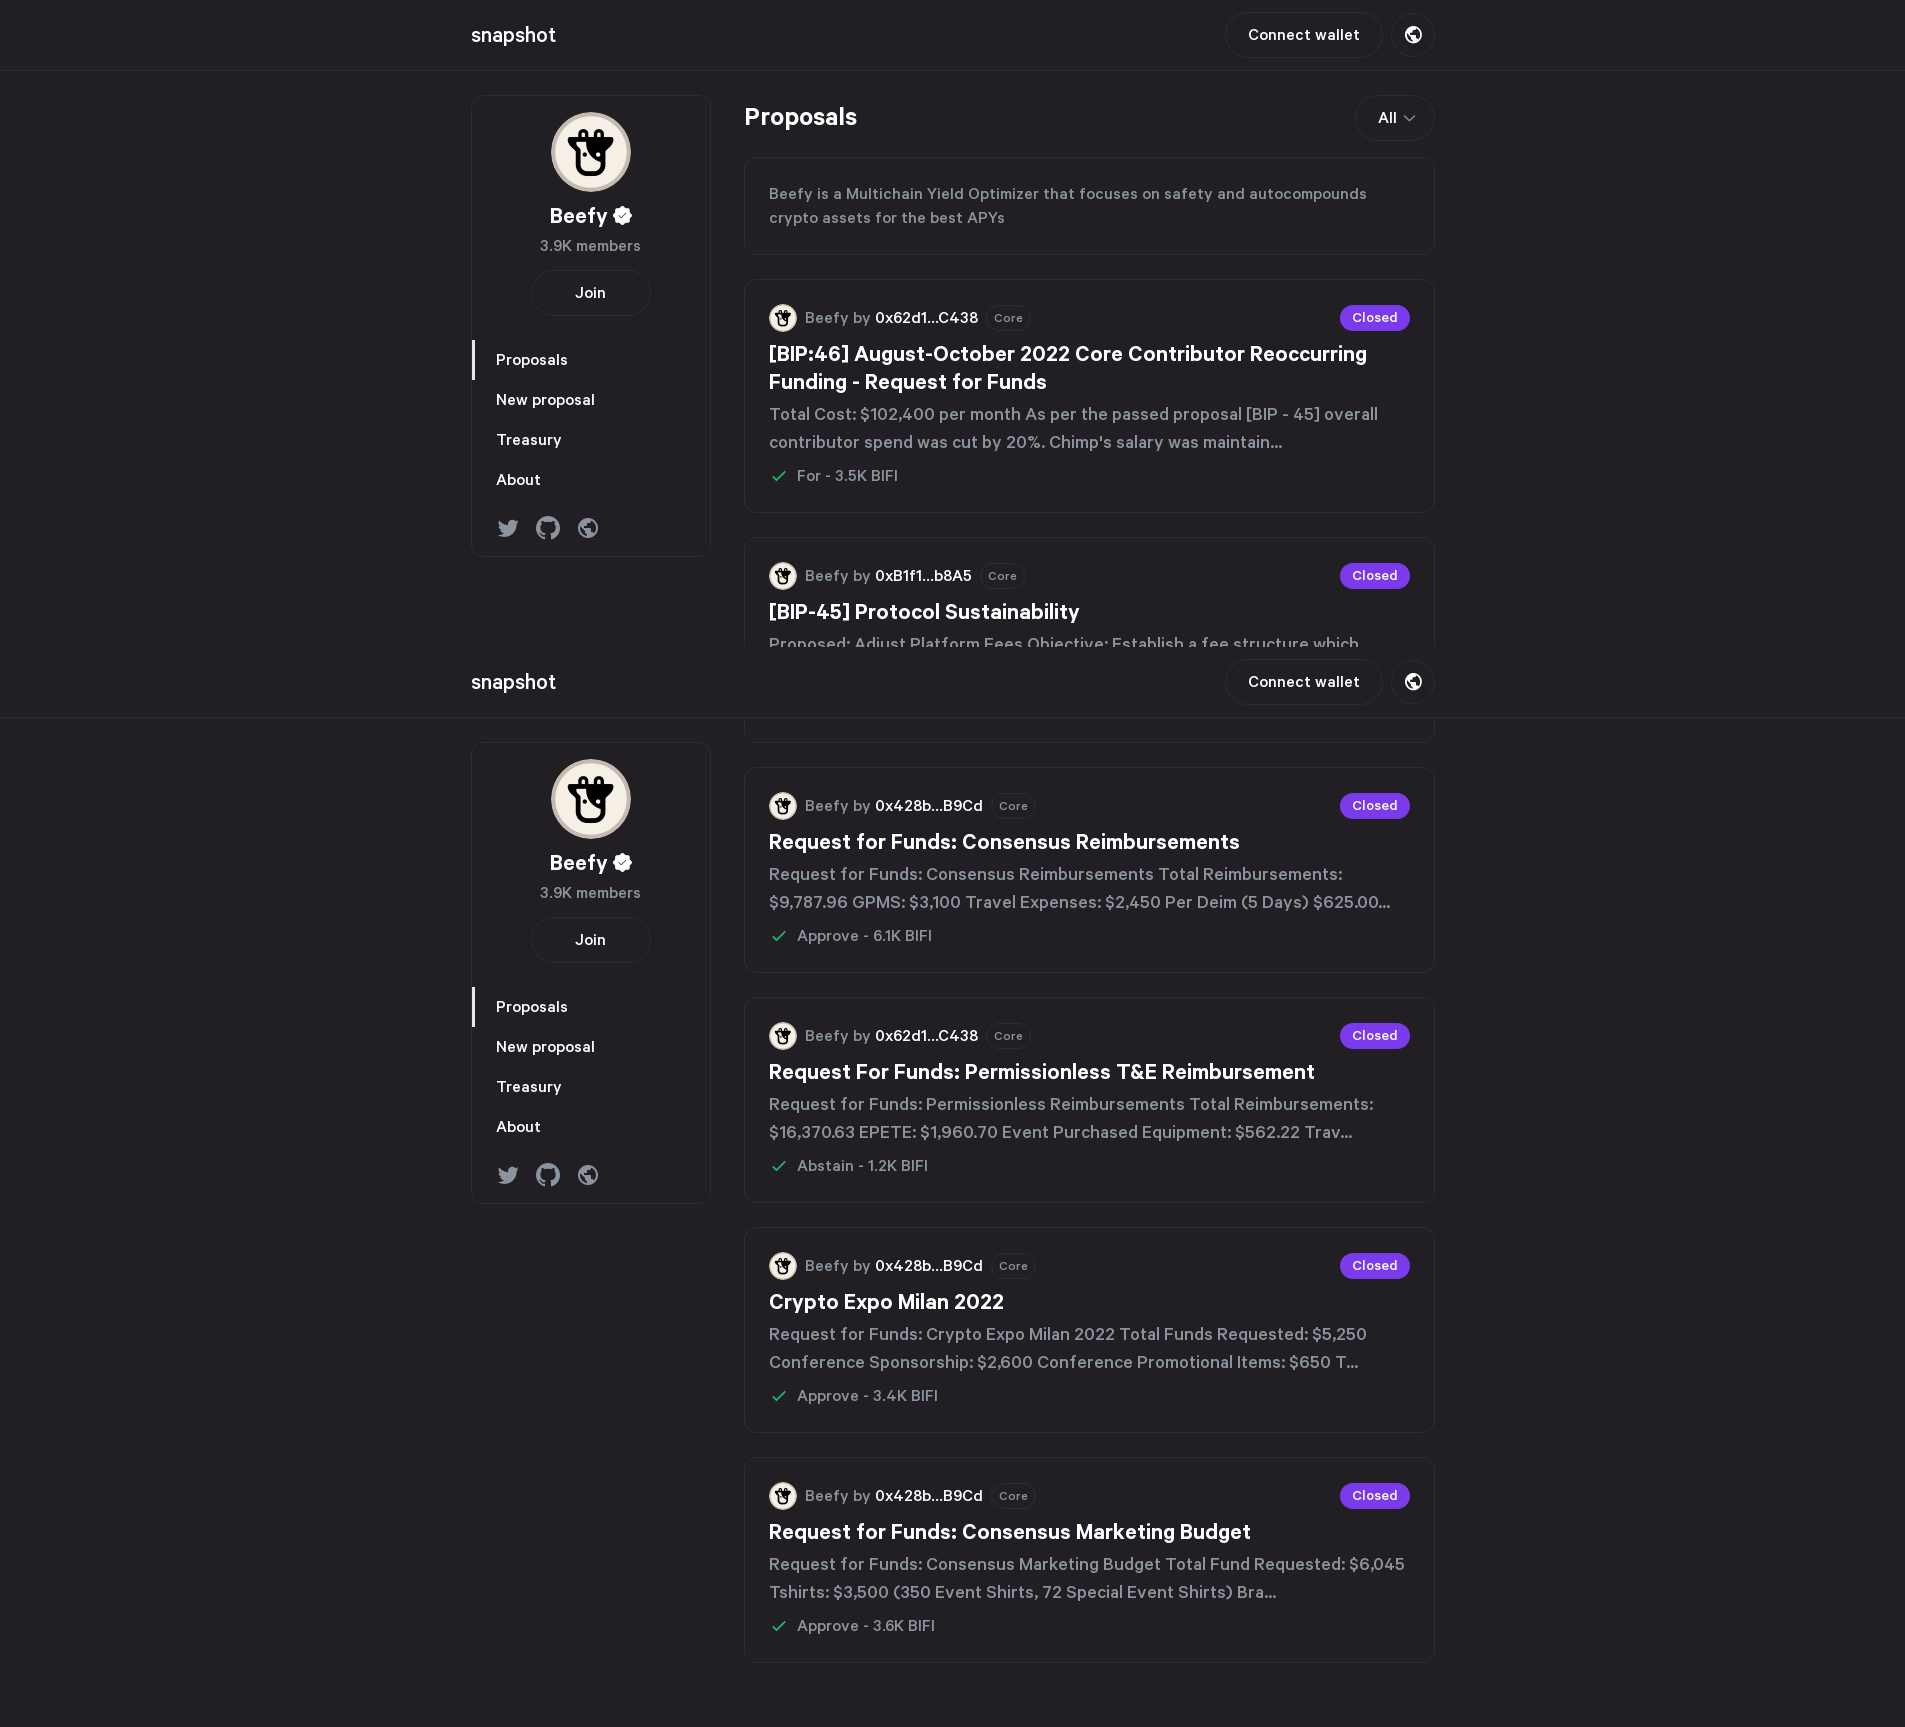 snapshot
Connect wallet
Beefy
3.9K members
Join
Proposals
New proposal
Treasury
About
Proposals
All
Beefy is a Multichain Yield Optimizer that focuses on safety and autocompounds
crypto assets for the best APYs
Beefy by 0x62d1...C438 Core
Closed
[BIP:46] August-October 2022 Core Contributor Reoccurring
Funding - Request for Funds
Total Cost: $102,400 per month As per the passed proposal [BIP - 45] overall
contributor spend was cut by 20%. Chimp's salary was maintain...
For - 3.5K BIFI
Beefy by 0xB1f1...b8A5 Core
Closed
[BIP-45] Protocol Sustainability
Proposed: Adjust Platform Fees Objective: Establish a fee structure which
snapshot
Connect wallet
Beefy
3.9K members
Join
Proposals
New proposal
Treasury
About
Beefy by 0x428b...B9Cd Core
Closed
Request for Funds: Consensus Reimbursements
Request for Funds: Consensus Reimbursements Total Reimbursements:
$9,787.96 GPMS: $3,100 Travel Expenses: $2,450 Per Deim (5 Days) $625.00...
Approve - 6.1K BIFI
Beefy by 0x62d1...C438 Core
Closed
Request For Funds: Permissionless T&E Reimbursement
Request for Funds: Permissionless Reimbursements Total Reimbursements:
$16,370.63 EPETE: $1,960.70 Event Purchased Equipment: $562.22 Trav...
Abstain - 1.2K BIFI
Beefy by 0x428b...B9Cd Core
Closed
Crypto Expo Milan 2022
Request for Funds: Crypto Expo Milan 2022 Total Funds Requested: $5,250
Conference Sponsorship: $2,600 Conference Promotional Items: $650 T...
Approve - 3.4K BIFI
Beefy by 0x428b...B9Cd Core
Closed
Request for Funds: Consensus Marketing Budget
Request for Funds: Consensus Marketing Budget Total Fund Requested: $6,045
Tshirts: $3,500 (350 Event Shirts, 72 Special Event Shirts) Bra...
Approve - 3.6K BIFI